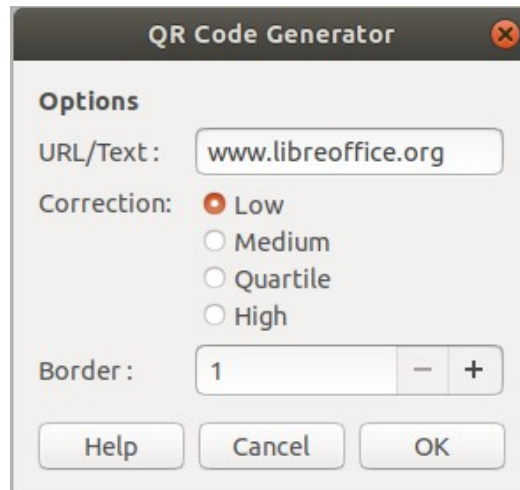 QR Code Generator
Options
URL/Text : www.libreoffice.org
Correction: Low
Medium
Quartile
High
Border : 1 − +
Help Cancel OK